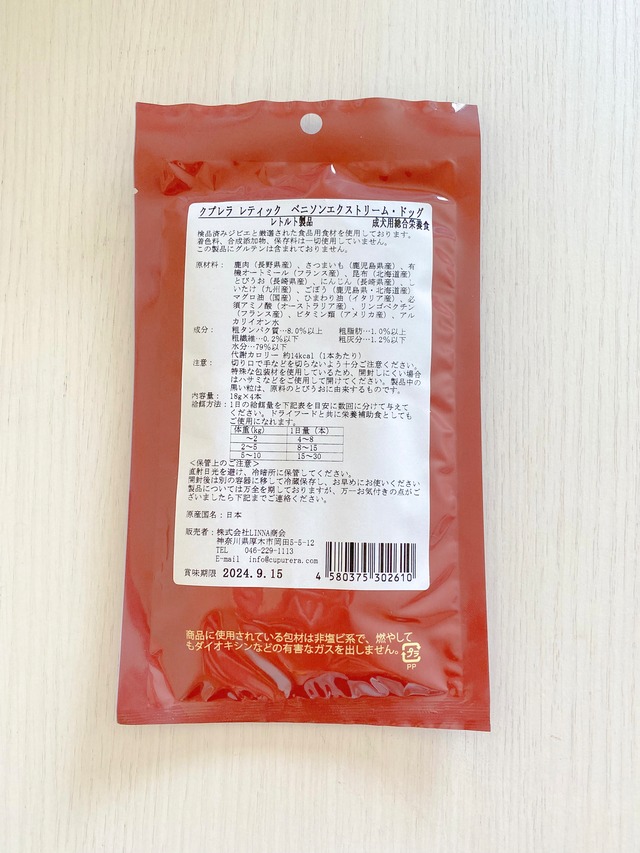 クプレラ レティック ベニソンエクストリーム・ドッグ
レトルト製品 成犬用総合栄養食
検品済みジビエと厳選された食品用食材を使用しております。
着色料、合成添加物、保存料は一切使用していません。
この製品にグルテンは含まれておりません。
原材料: 鹿肉（長野県産）、さつまいも（鹿児島県産）、有
機オートミール（フランス産）、昆布（北海道産）
とびうお（長崎県産）、にんじん（長崎県産）、し
いたけ（九州産）、ごぼう（鹿児島県・北海道産）
マグロ油（国産）、ひまわり油（イタリア産）、必
須アミノ酸（オーストラリア産）、リンゴペクチン
（フランス産）、ビタミン類（アメリカ産）、アル
カリイオン水
成分: 粗タンパク質…8.0%以上 粗脂肪…1.0%以上
粗繊維…0.2%以下 粗灰分…1.2%以下
水分…79%以下
代謝カロリー 約14kcal（1本あたり）
注意: 切り口で手などを切らないよう十分ご注意ください。
特殊な包装材を使用しているため、開封しにくい場合
はハサミなどをご使用して開けてください。製品中の
黒い粒は、原料のとびうおに由来するものです。
内容量: 18g×4本
給餌方法: 1日の給餌量を下記表を目安に数回に分けて与えて
ください。ドライフードと共に栄養補助食としても
ご使用になれます。
体重(kg) 1日量（本）
～2 4～8
2～5 8～15
5～10 15～30
＜保管上のご注意＞
直射日光を避け、冷暗所に保管してください。
開封後は別の容器に移して冷蔵保存し、お早めにお使いください
製品については万全を期しておりますが、万一お気付きの点がご
ざいましたら下記までご連絡ください。
原産国名: 日本
販売者: 株式会社LINNA商会
神奈川県厚木市岡田5-5-12
TEL 046-229-1113
E-mail info@cupurera.com
賞味期限 2024.9.15
4 580375 302610
商品に使用されている包材は非塩ビ系で、燃やして
もダイオキシンなどの有害なガスを出しません。
プラ
PP